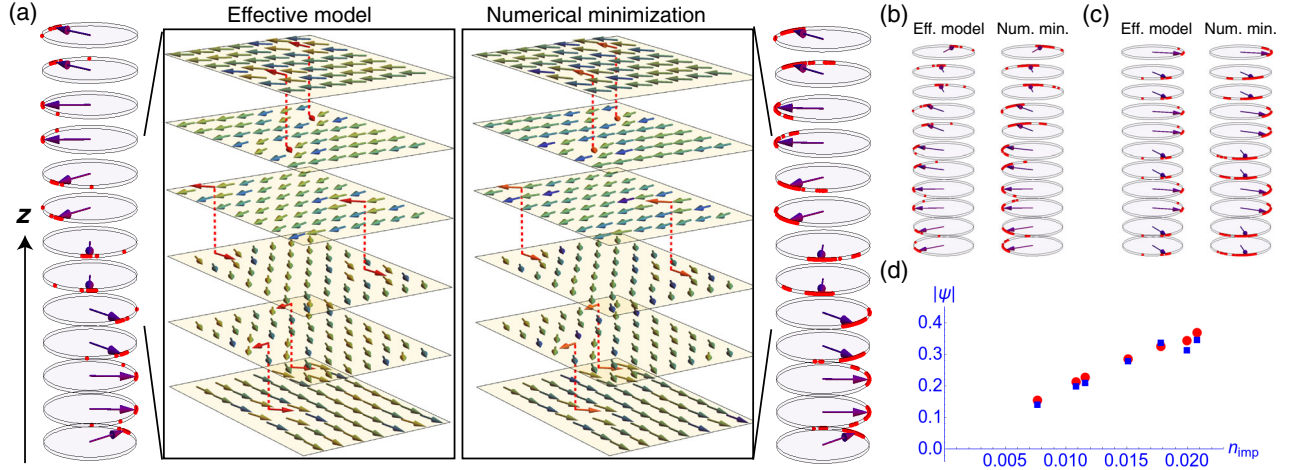 (a)
Effective model
Numerical minimization
z
(b)
Eff. model
Num. min.
(c)
Eff. model
Num. min.
(d)
|ψ|
0.4
0.3
0.2
0.1
0.0
0.005
0.010
0.015
0.020
nimp